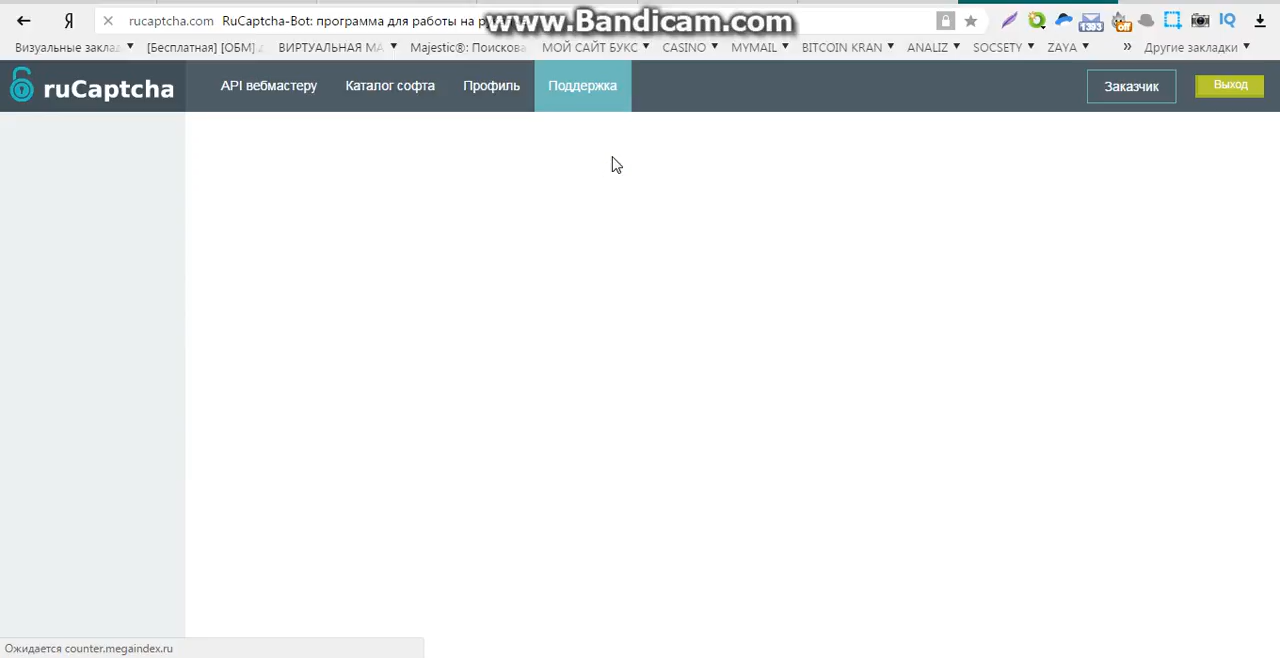 www.Bandicam.com
Я rucaptcha.com RuCaptcha-Bot: программа для работы на
Визуальные заклад [Бесплатная] [ОБМ] ВИРТУАЛЬНАЯ МА Majestic®: Поискова МОЙ САЙТ БУКС CASINO MYMAIL BITCOIN KRAN ANALIZ SOCSETY ZAYA » Другие закладки
ruCaptcha API вебмастеру Каталог софта Профиль Поддержка Заказчик Выход
Ожидается counter.megaindex.ru